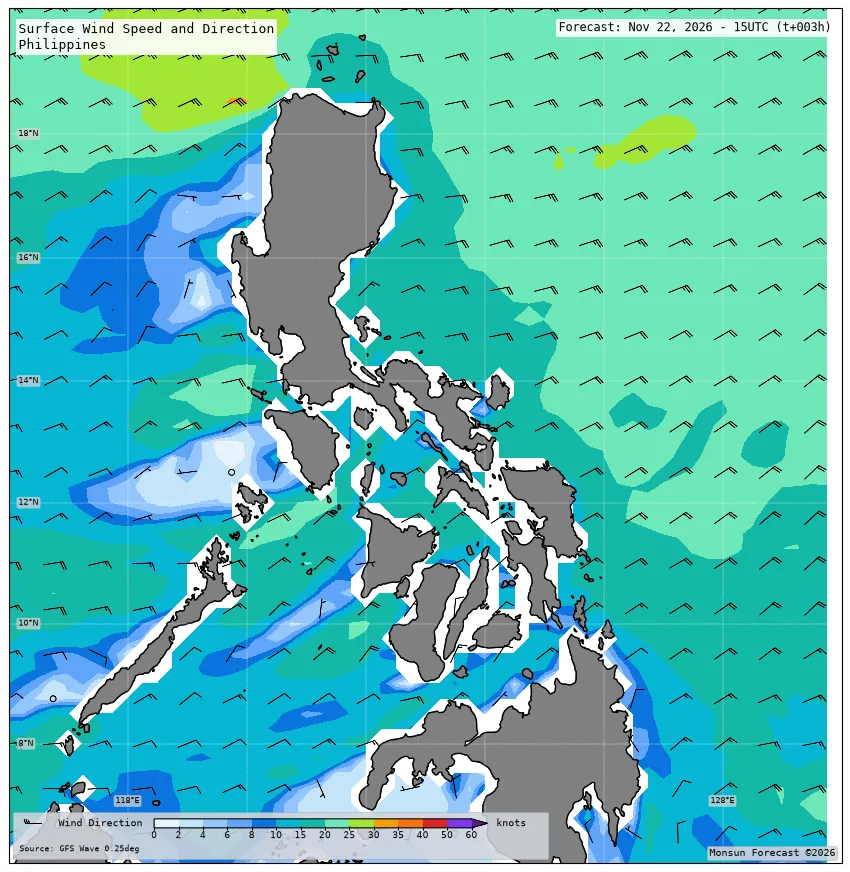 Surface Wind Speed and Direction
Philippines
Forecast: Nov 22, 2026 - 15UTC (t+003h)
18°N
16°N
14°N
12°N
10°N
8°N
118°E
128°E
Wind Direction
0 2 4 6 8 10 15 20 25 30 35 40 50 60
knots
Source: GFS Wave 0.25deg
Monsun Forecast ©2026